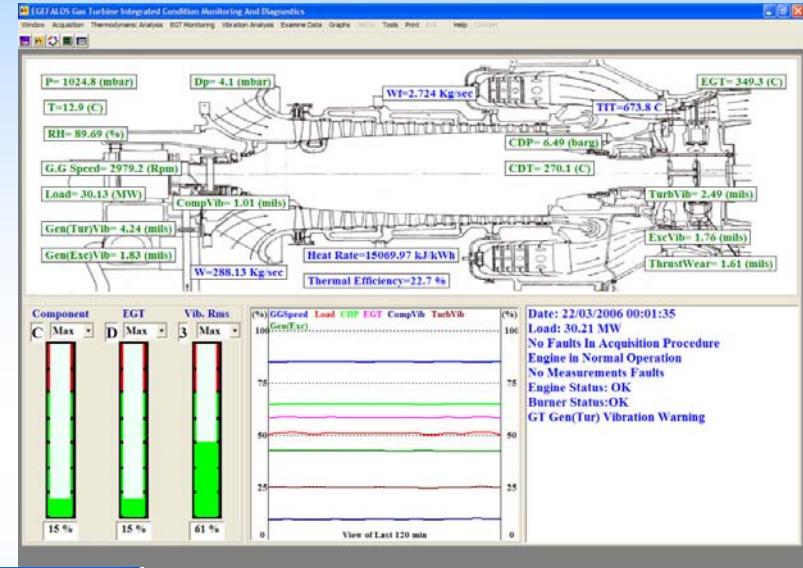 EGEFALOS Gas Turbine Integrated Condition Monitoring And Diagnostics
Window Acquisition Thermodynamic Analysis EGT Monitoring Vibration Analysis Examine Data Graphs Tools Print Exit Help
P= 1024.8 (mbar) Dp= 4.1 (mbar) Wf=2.724 Kg/sec EGT= 349.3 (C)
T=12.9 (C) TIT=673.8 C
RH= 89.69 (%) CDP= 6.49 (barg)
G.G Speed= 2979.2 (Rpm) CDT= 270.1 (C)
Load= 30.13 (MW) CompVib= 1.01 (mils) TurbVib= 2.49 (mils)
Gen(Tur)Vib= 4.24 (mils) ExcVib= 1.76 (mils)
Gen(Exc)Vib= 1.83 (mils) Heat Rate=15069.97 kJ/kWh ThrustWear= 1.61 (mils)
W=288.13 Kg/sec Thermal Efficiency=22.7 %
Component EGT Vib. Rms
C Max D Max 3 Max
15 % 15 % 61 %
(%) GGSpeed Load CDP EGT CompVib TurbVib (%)
Gen(Exc)
100 100
75 75
50 50
25 25
0 View of Last 120 min 0
Date: 22/03/2006 00:01:35
Load: 30.21 MW
No Faults In Acquisition Procedure
Engine in Normal Operation
No Measurements Faults
Engine Status: OK
Burner Status:OK
GT Gen(Tur) Vibration Warning